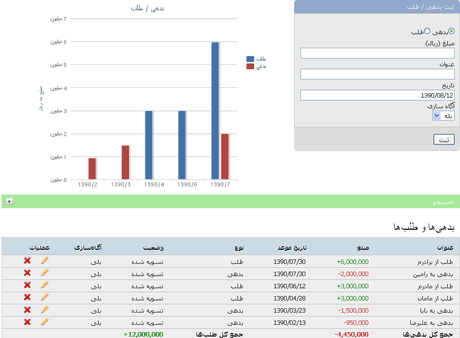 ثبت بدهی / طلب
بدهی
طلب
مبلغ (ریال)
عنوان
تاریخ
1390/08/12
آگاه سازی
بله
ثبت
بدهی / طلب
7 میلیون
6 میلیون
5 میلیون
4 میلیون
3 میلیون
2 میلیون
1 میلیون
0 میلیون
مبلغ به ریال
1390/2 1390/3 1390/4 1390/6 1390/7
طلب
بدهی
جستجو
بدهی‌ها و طلب‌ها
عنوان مبلغ تاریخ موعد نوع وضعیت آگاه‌سازی عملیات
طلب از برادرم +6,000,000 1390/07/30 طلب تسویه شده بلی
بدهی به رامین -2,000,000 1390/07/30 بدهی تسویه شده بلی
طلب از مادرم +3,000,000 1390/06/12 طلب تسویه شده بلی
طلب از مامان +3,000,000 1390/04/28 طلب تسویه شده بلی
بدهی به بابا -1,500,000 1390/03/23 بدهی تسویه شده بلی
بدهی به علیرضا -950,000 1390/02/13 بدهی تسویه شده بلی
جمع کل بدهی‌ها -4,450,000 جمع کل طلب‌ها +12,000,000